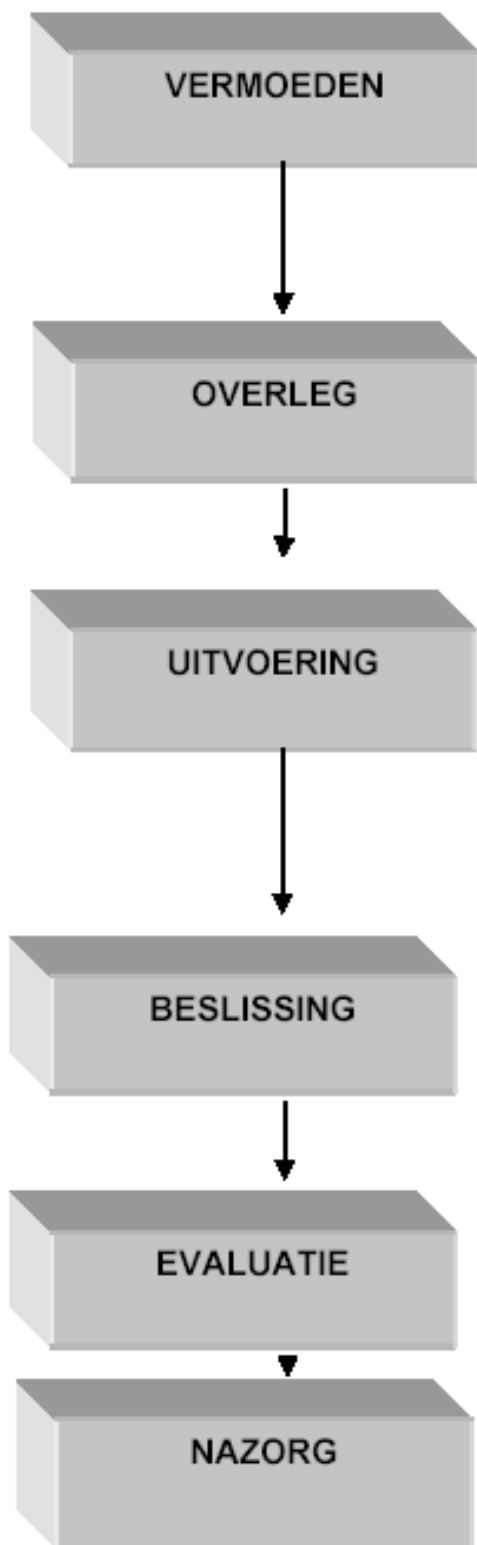 VERMOEDEN
OVERLEG
UITVOERING
BESLISSING
EVALUATIE
NAZORG